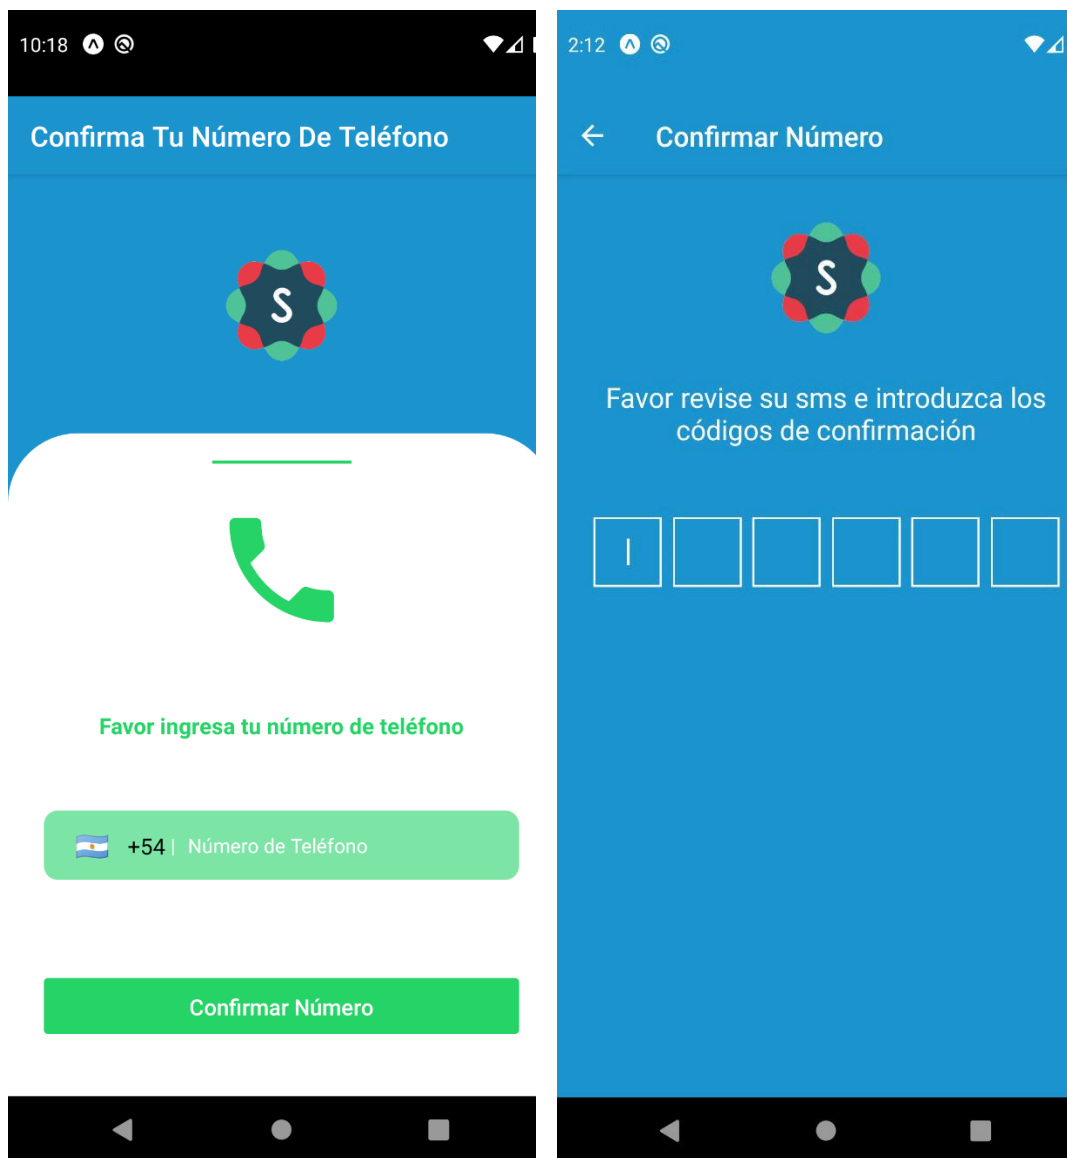 10:18
Confirma Tu Número De Teléfono
S
Favor ingresa tu número de teléfono
+54 | Número de Teléfono
Confirmar Número
2:12
Confirmar Número
S
Favor revise su sms e introduzca los
códigos de confirmación